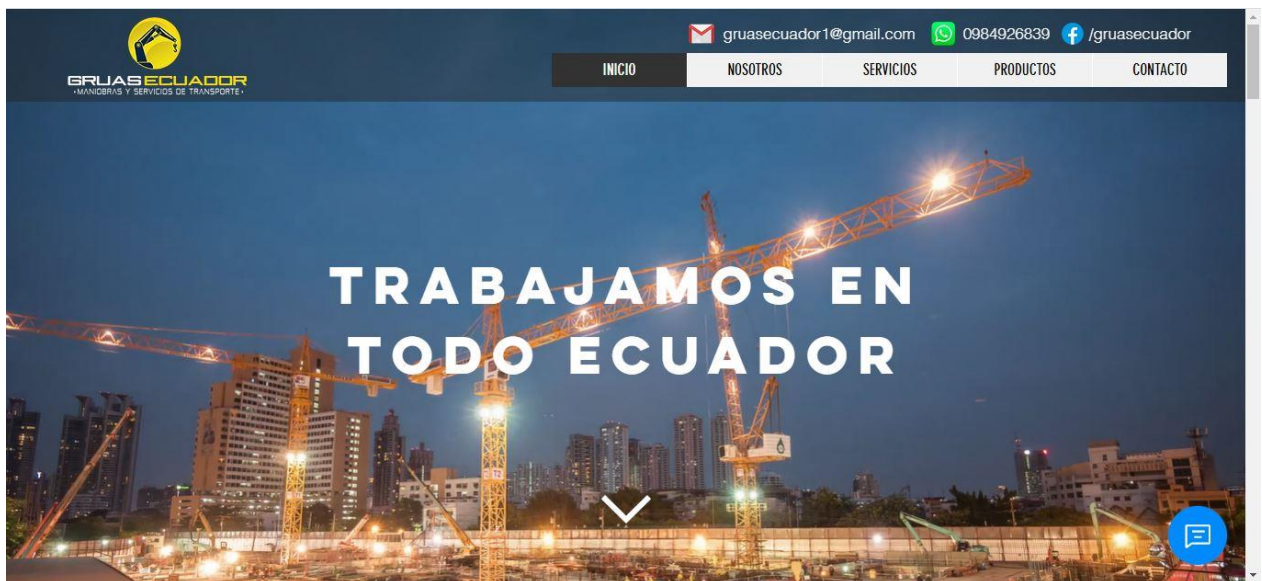 gruasecuador1@gmail.com 0984926839 /gruasecuador
GRUASECUADOR
•MANIOBRAS Y SERVICIOS DE TRANSPORTE•
INICIO NOSOTROS SERVICIOS PRODUCTOS CONTACTO
TRABAJAMOS EN
TODO ECUADOR
T2